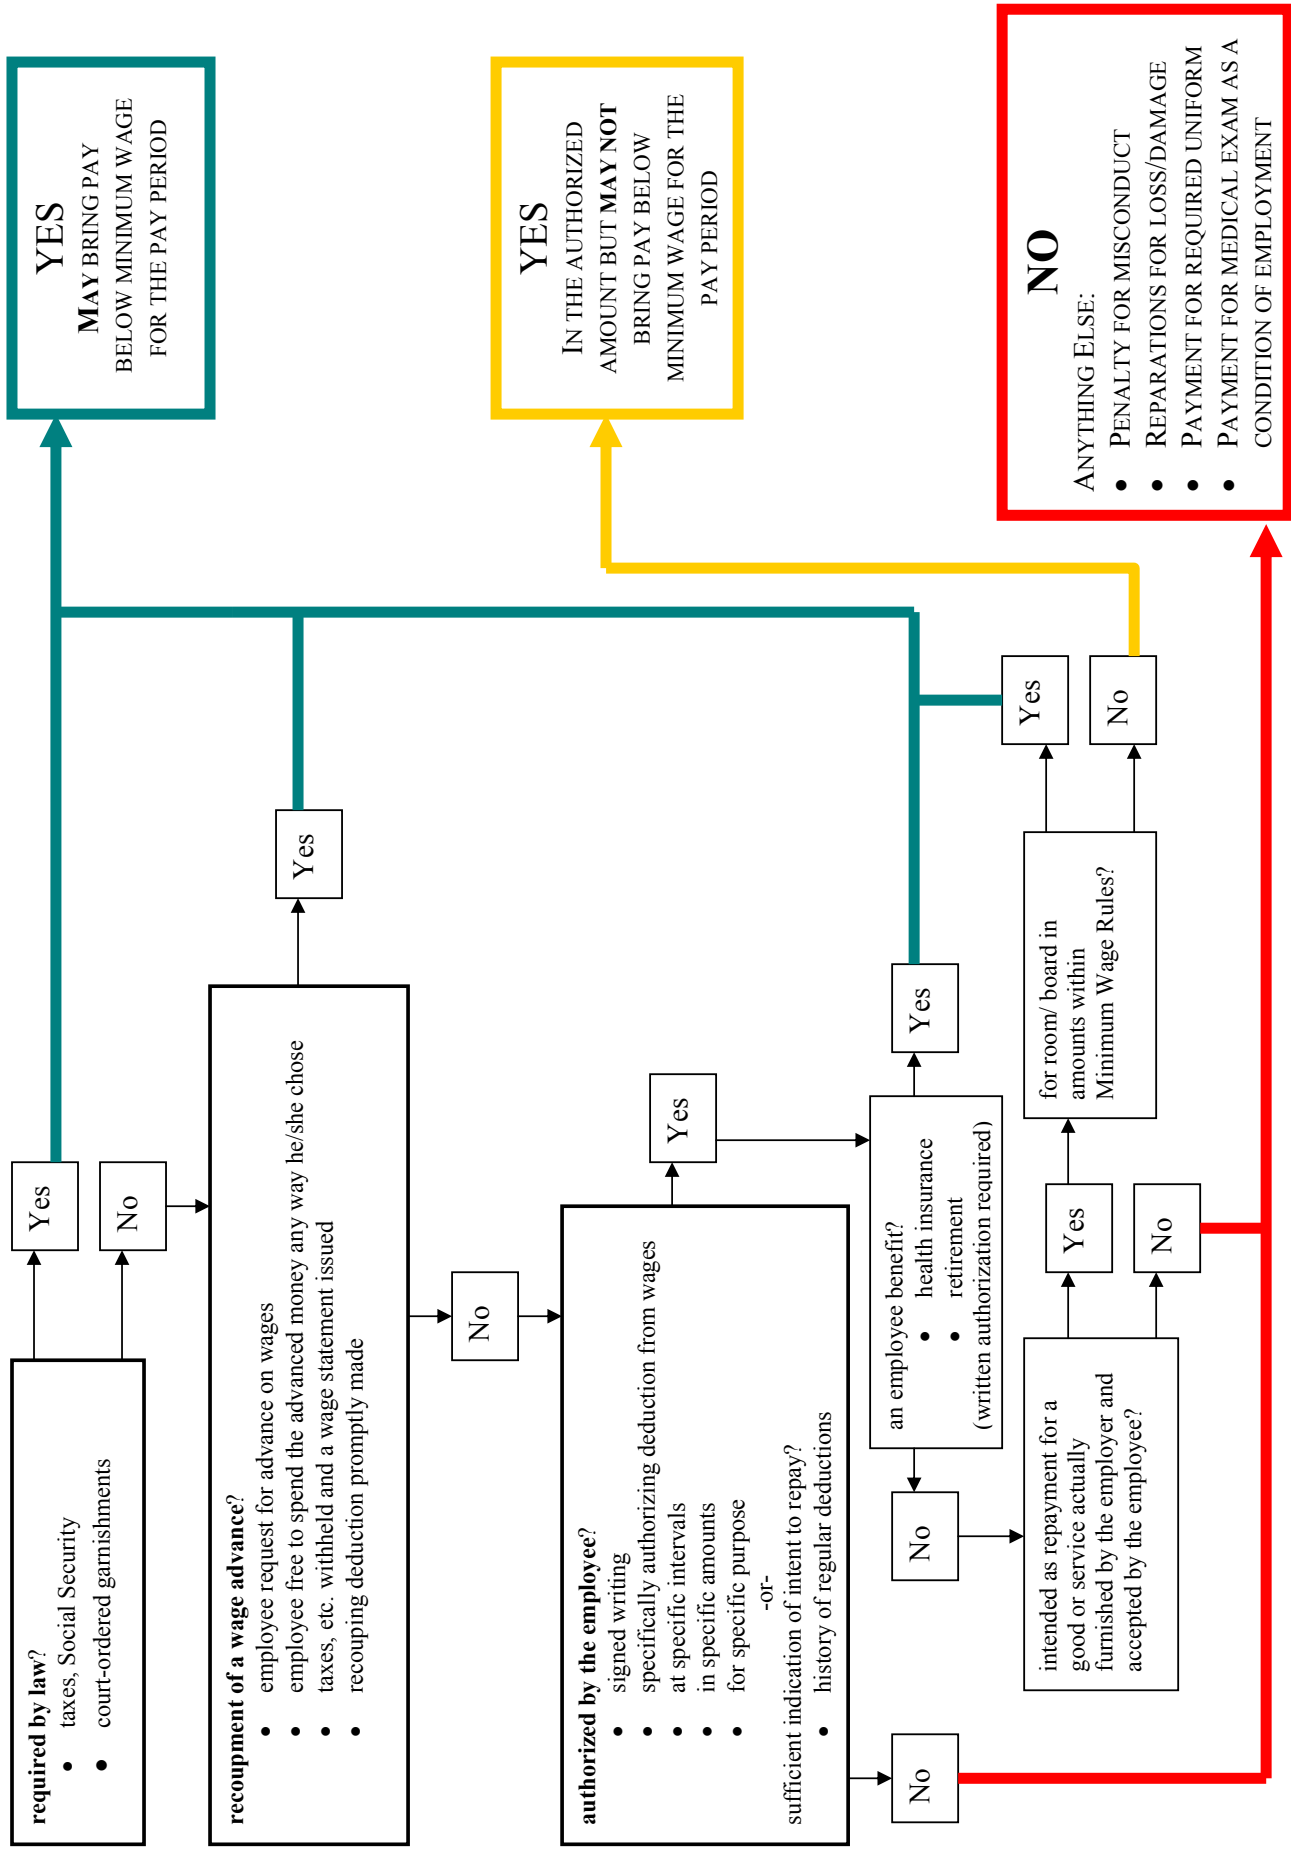 required by law?
• taxes, Social Security
• court-ordered garnishments
Yes
No
YES
MAY BRING PAY
BELOW MINIMUM WAGE
FOR THE PAY PERIOD
recoupment of a wage advance?
• employee request for advance on wages
• employee free to spend the advanced money any way he/she chose
• taxes, etc. withheld and a wage statement issued
• recouping deduction promptly made
Yes
No
authorized by the employee?
• signed writing
• specifically authorizing deduction from wages
• at specific intervals
• in specific amounts
• for specific purpose
-or-
sufficient indication of intent to repay?
• history of regular deductions
Yes
No
YES
IN THE AUTHORIZED
AMOUNT BUT MAY NOT
BRING PAY BELOW
MINIMUM WAGE FOR THE
PAY PERIOD
an employee benefit?
• health insurance
• retirement
(written authorization required)
Yes
No
intended as repayment for a
good or service actually
furnished by the employer and
accepted by the employee?
Yes
No
for room/ board in
amounts within
Minimum Wage Rules?
Yes
No
NO
ANYTHING ELSE:
• PENALTY FOR MISCONDUCT
• REPARATIONS FOR LOSS/DAMAGE
• PAYMENT FOR REQUIRED UNIFORM
• PAYMENT FOR MEDICAL EXAM AS A
CONDITION OF EMPLOYMENT